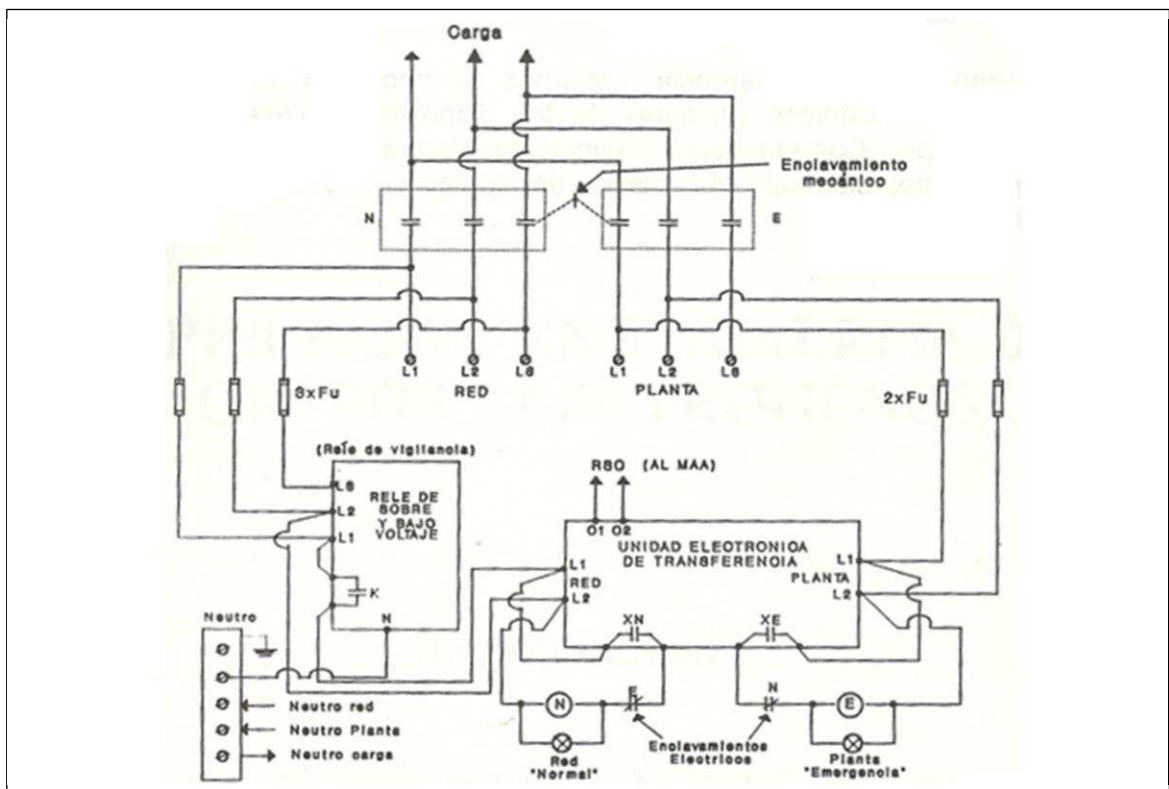 Carga
Enclavamiento
mecánico
N
E
L1
L2
L3
RED
L1
L2
L3
PLANTA
3xFu
2xFu
(Relé de vigilancia)
L3
L2
L1
RELE DE
SOBRE
Y BAJO
VOLTAJE
K
N
RSO (AL MAA)
O1 O2
UNIDAD ELECTRONICA
DE TRANSFERENCIA
L1
RED
L2
L1
PLANTA
L2
XN
XE
Neutro
Neutro red
Neutro Planta
Neutro carga
N
E
N
E
Enclavamientos
Electricos
Red
"Normal"
Planta
"Emergencia"